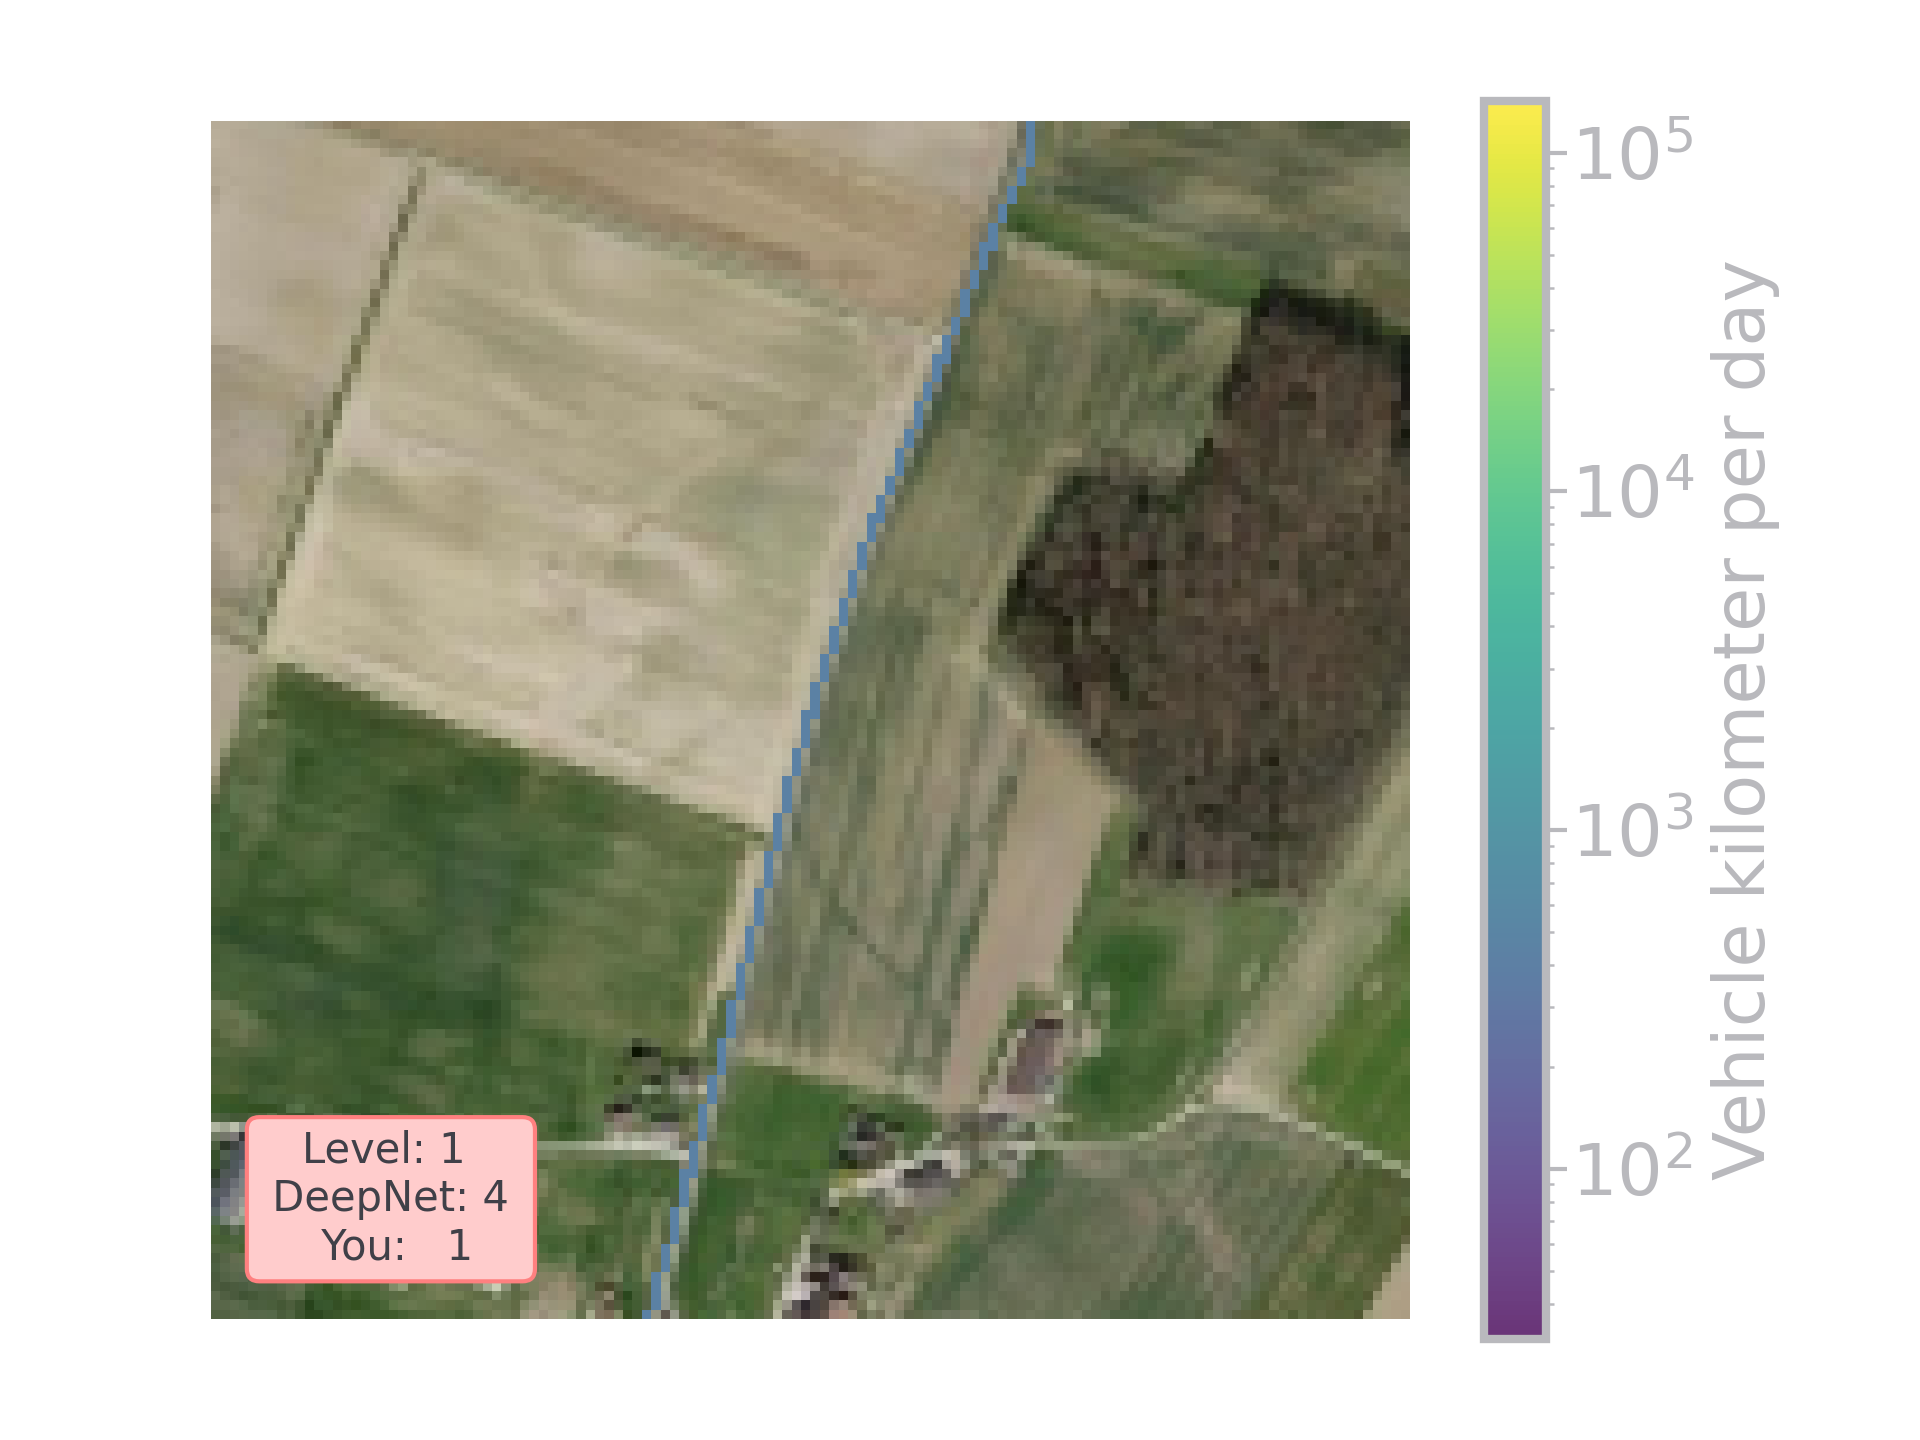 10⁵
10⁴
10³
10²
Vehicle kilometer per day
Level: 1
DeepNet: 4
You: 1